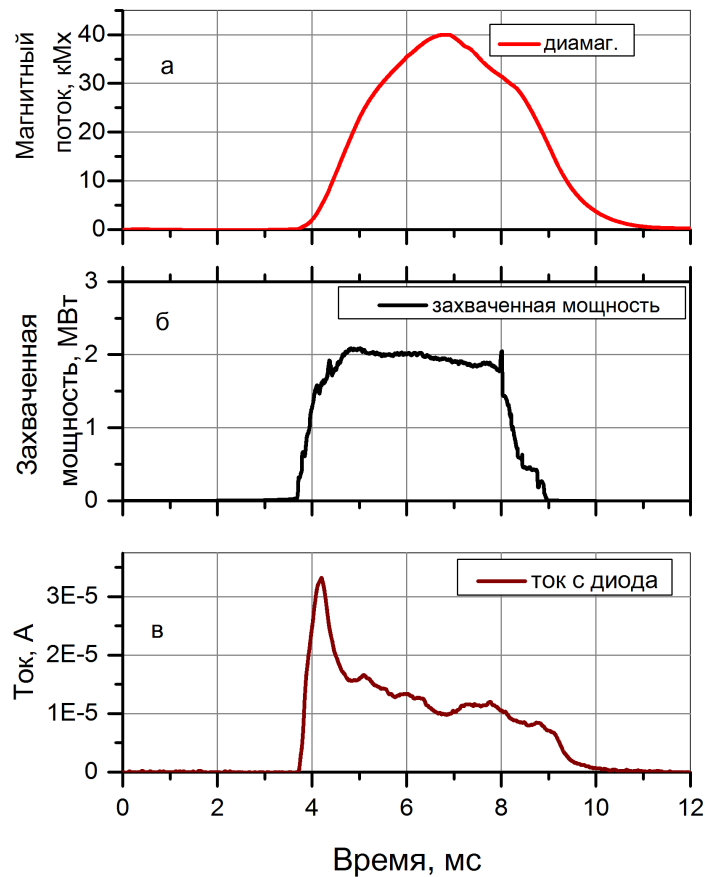 40
30
20
10
0
Магнитный
поток, кМх
а
диамаг.
3
2
1
0
Захваченная
мощность, МВт
б
захваченная мощность
3E-5
2E-5
1E-5
0
Ток, А
в
ток с диода
0 2 4 6 8 10 12
Время, мс